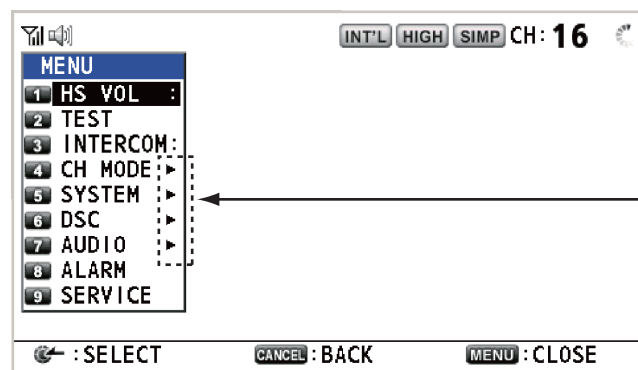 INT'L HIGH SIMP CH: 16
MENU
1 HS VOL :
2 TEST
3 INTERCOM:
4 CH MODE ▶
5 SYSTEM ▶
6 DSC ▶
7 AUDIO ▶
8 ALARM
9 SERVICE
: SELECT CANCEL : BACK MENU : CLOSE